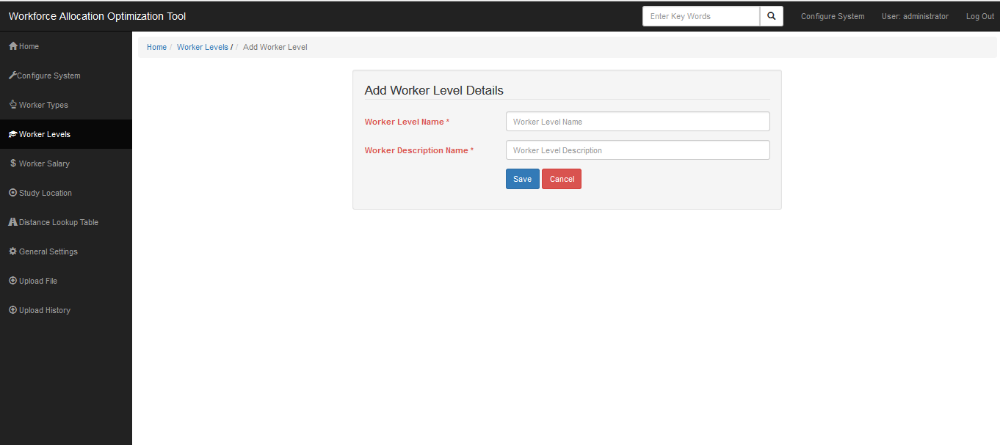 Workforce Allocation Optimization Tool
Enter Key Words
Configure System
User: administrator
Log Out
Home
Configure System
Worker Types
Worker Levels
$ Worker Salary
Study Location
Distance Lookup Table
General Settings
Upload File
Upload History
Home / Worker Levels / / Add Worker Level
Add Worker Level Details
Worker Level Name *
Worker Level Name
Worker Description Name *
Worker Level Description
Save
Cancel